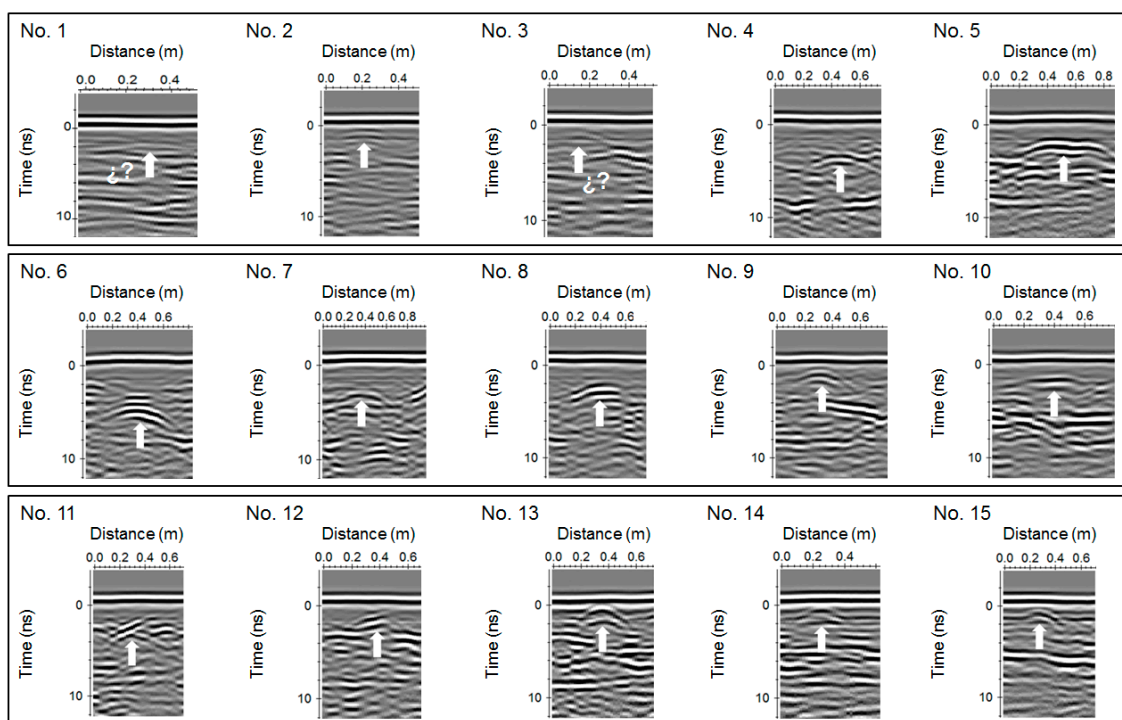 No. 1 No. 2 No. 3 No. 4 No. 5
Distance (m) Distance (m) Distance (m) Distance (m) Distance (m)
0.0 0.2 0.4 0.0 0.2 0.4 0.0 0.2 0.4 0.0 0.2 0.4 0.6 0.0 0.2 0.4 0.6 0.8
Time (ns) Time (ns) Time (ns) Time (ns) Time (ns)
0 0 0 0 0
¿? ¿?
10 10 10 10 10
No. 6 No. 7 No. 8 No. 9 No. 10
Distance (m) Distance (m) Distance (m) Distance (m) Distance (m)
0.0 0.2 0.4 0.6 0.0 0.2 0.4 0.6 0.8 0.0 0.2 0.4 0.6 0.0 0.2 0.4 0.6 0.0 0.2 0.4 0.6
Time (ns) Time (ns) Time (ns) Time (ns) Time (ns)
0 0 0 0 0
10 10 10 10 10
No. 11 No. 12 No. 13 No. 14 No. 15
Distance (m) Distance (m) Distance (m) Distance (m) Distance (m)
0.0 0.2 0.4 0.6 0.0 0.2 0.4 0.6 0.0 0.2 0.4 0.6 0.0 0.2 0.4 0.0 0.2 0.4 0.6
Time (ns) Time (ns) Time (ns) Time (ns) Time (ns)
0 0 0 0 0
10 10 10 10 10